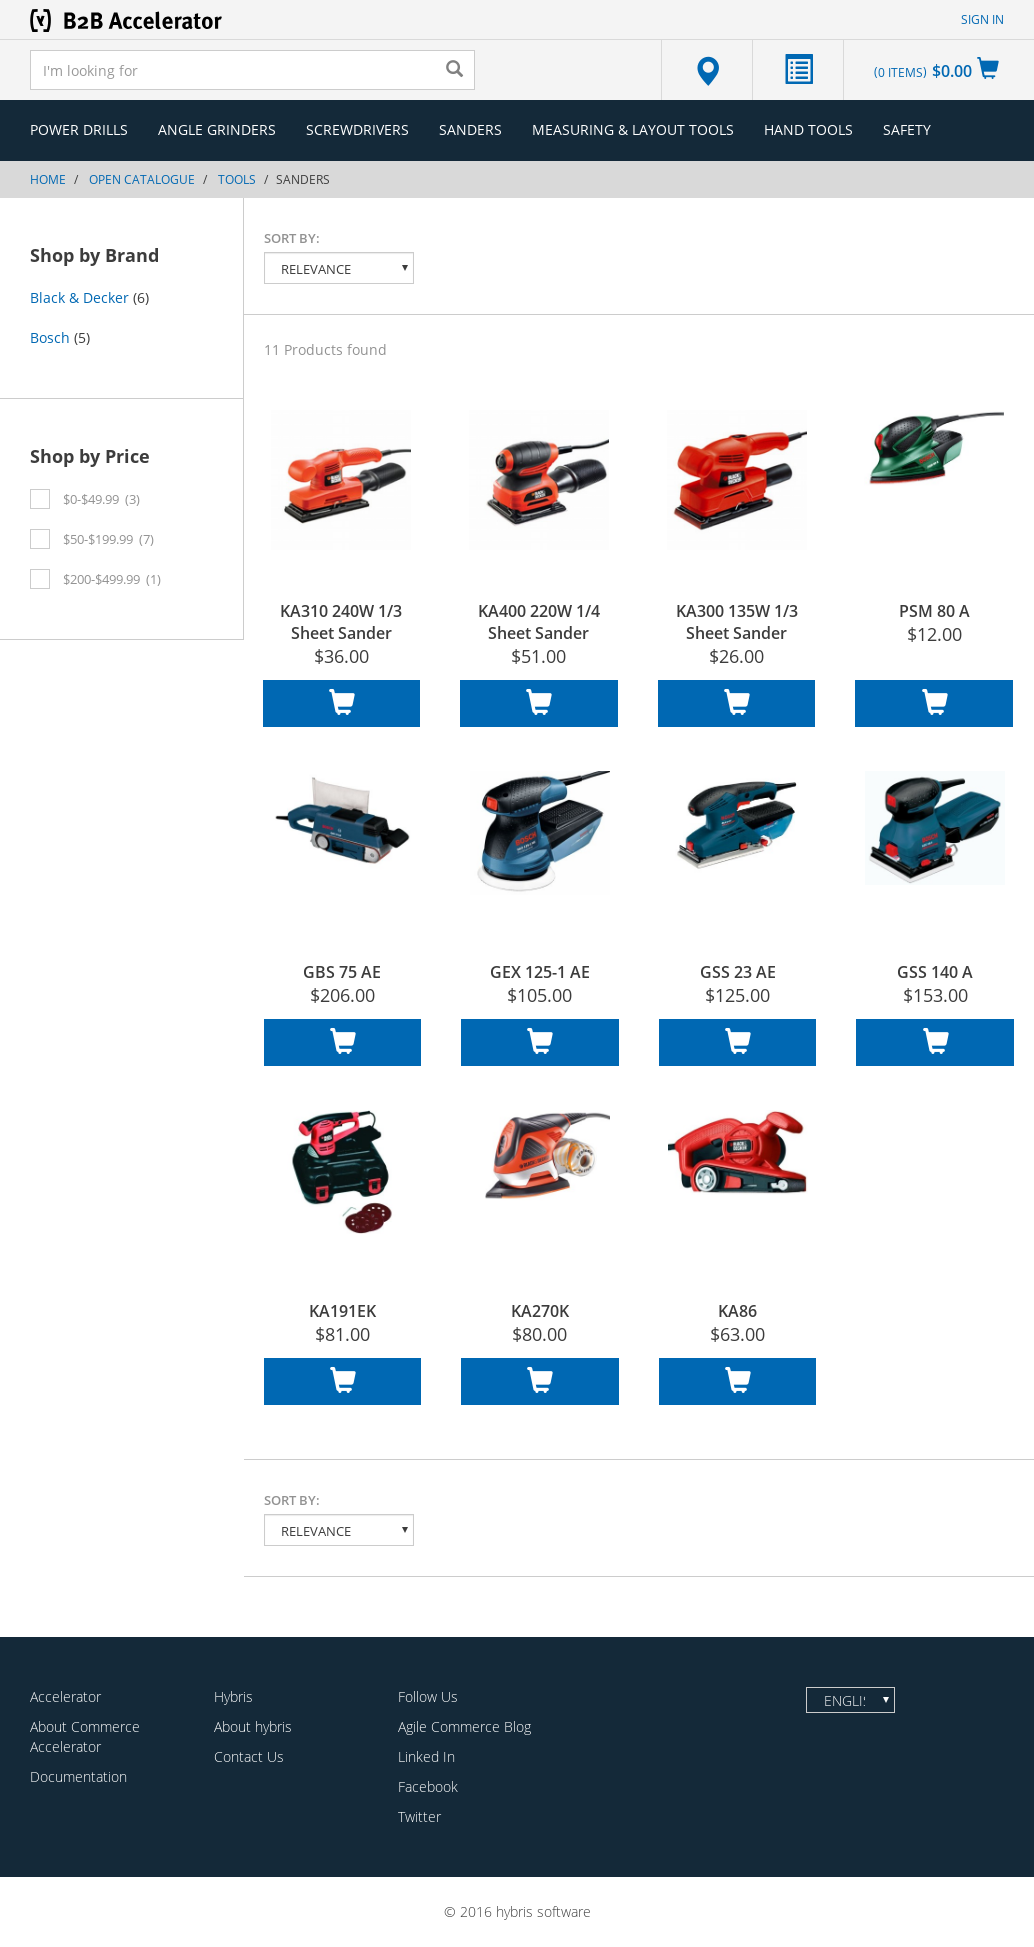 B2B Accelerator
SIGN IN
I'm looking for
(0 ITEMS) $0.00
POWER DRILLS ANGLE GRINDERS SCREWDRIVERS SANDERS MEASURING & LAYOUT TOOLS HAND TOOLS SAFETY
HOME / OPEN CATALOGUE / TOOLS / SANDERS
Shop by Brand
Black & Decker (6)
Bosch (5)
Shop by Price
$0-$49.99 (3)
$50-$199.99 (7)
$200-$499.99 (1)
SORT BY:
RELEVANCE
11 Products found
KA310 240W 1/3
Sheet Sander
$36.00
KA400 220W 1/4
Sheet Sander
$51.00
KA300 135W 1/3
Sheet Sander
$26.00
PSM 80 A
$12.00
GBS 75 AE
$206.00
GEX 125-1 AE
$105.00
GSS 23 AE
$125.00
GSS 140 A
$153.00
KA191EK
$81.00
KA270K
$80.00
KA86
$63.00
SORT BY:
RELEVANCE
Accelerator
About Commerce
Accelerator
Documentation
Hybris
About hybris
Contact Us
Follow Us
Agile Commerce Blog
Linked In
Facebook
Twitter
ENGLIS
© 2016 hybris software